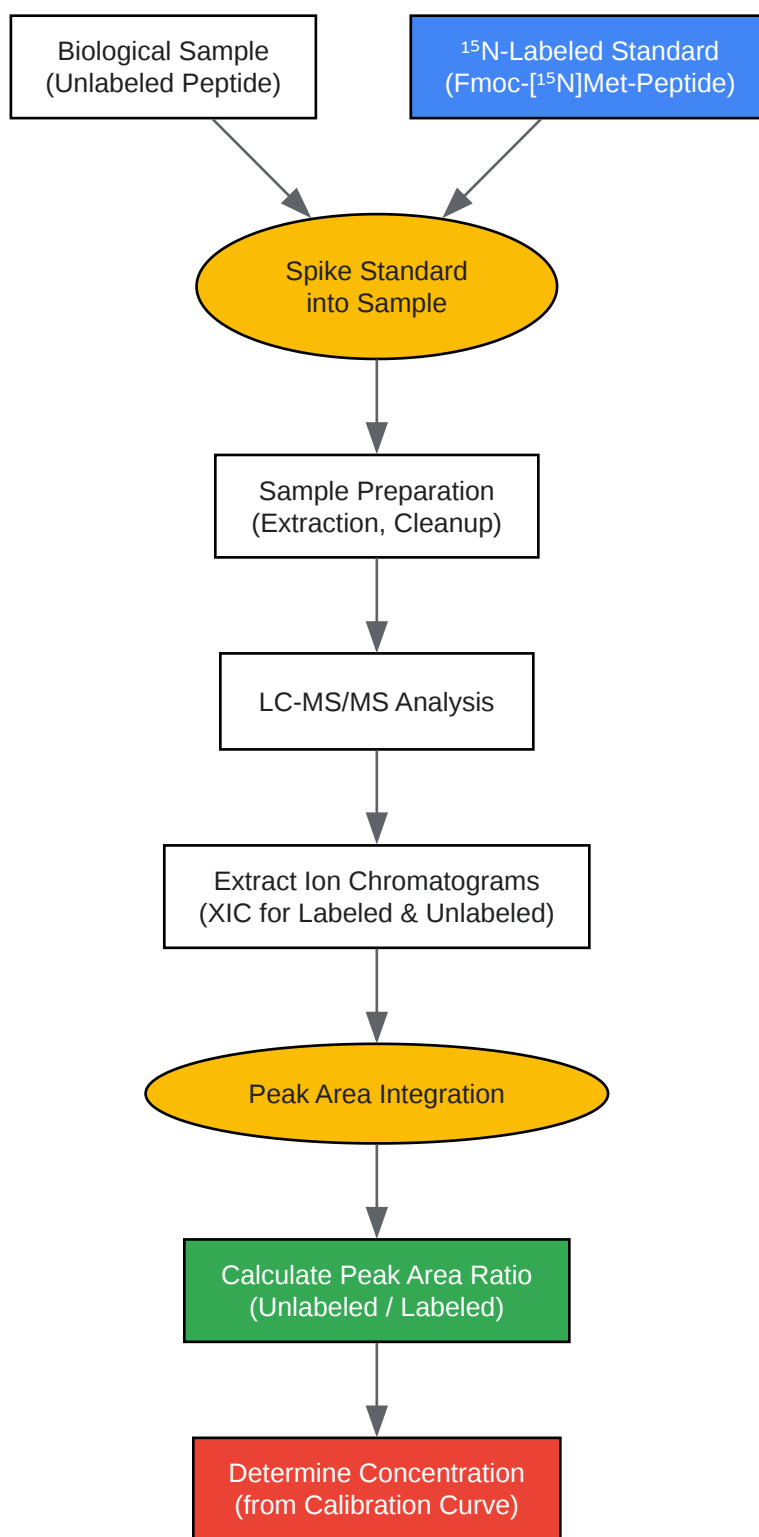 Biological Sample
(Unlabeled Peptide)
¹⁵N-Labeled Standard
(Fmoc-[¹⁵N]Met-Peptide)
Spike Standard
into Sample
Sample Preparation
(Extraction, Cleanup)
LC-MS/MS Analysis
Extract Ion Chromatograms
(XIC for Labeled & Unlabeled)
Peak Area Integration
Calculate Peak Area Ratio
(Unlabeled / Labeled)
Determine Concentration
(from Calibration Curve)